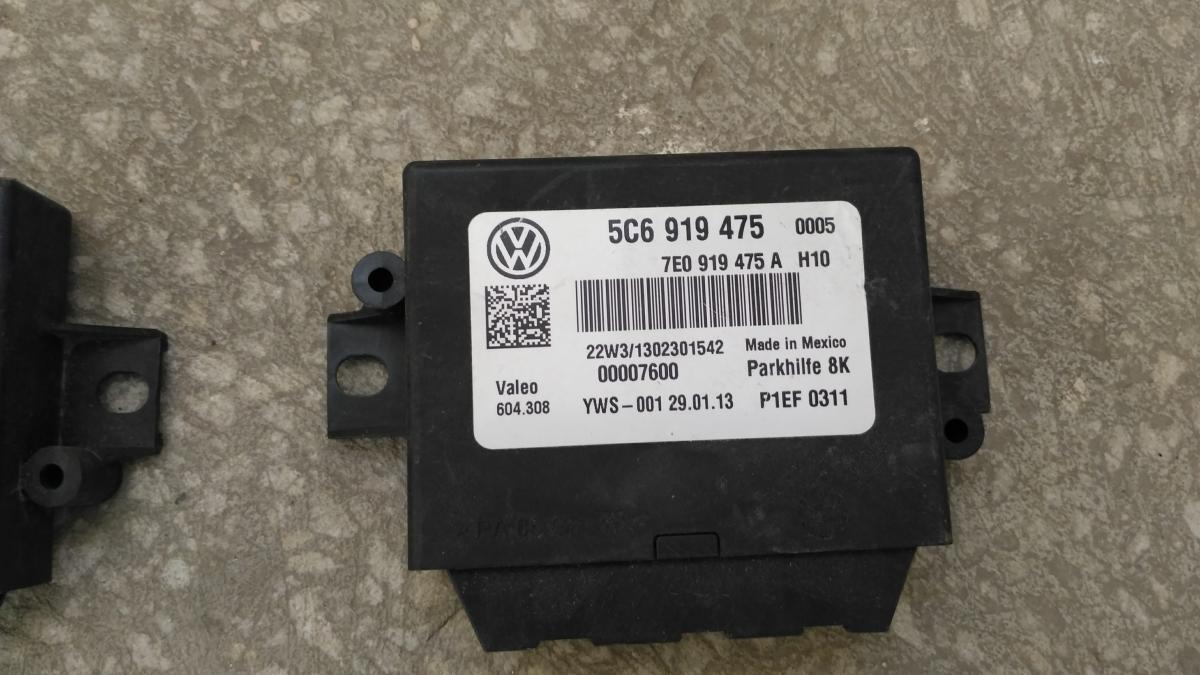 5C6 919 475 0005
7E0 919 475 A H10
22W3/1302301542 Made in Mexico
00007600 Parkhilfe 8K
Valeo
604.308 YWS-001 29.01.13 P1EF 0311